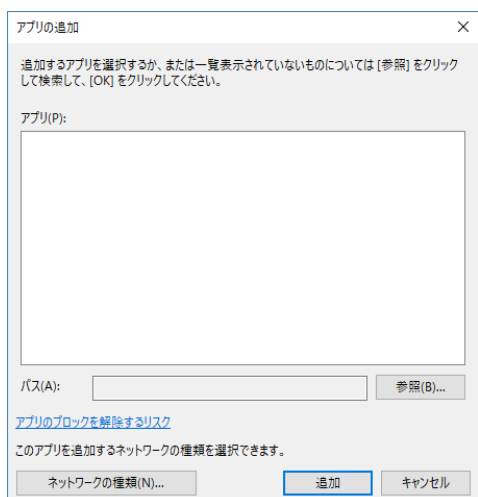 アプリの追加
追加するアプリを選択するか、または一覧表示されていないものについては [参照] をクリック
して検索して、[OK] をクリックしてください。
アプリ(P):
パス(A):
参照(B)...
アプリのブロックを解除するリスク
このアプリを追加するネットワークの種類を選択できます。
ネットワークの種類(N)...
追加
キャンセル